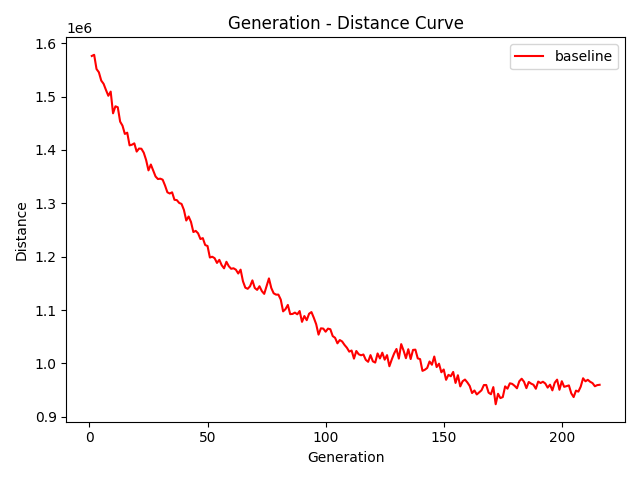 Generation - Distance Curve
1e6
baseline
1.6
1.5
1.4
1.3
1.2
1.1
1.0
0.9
Distance
0 50 100 150 200
Generation